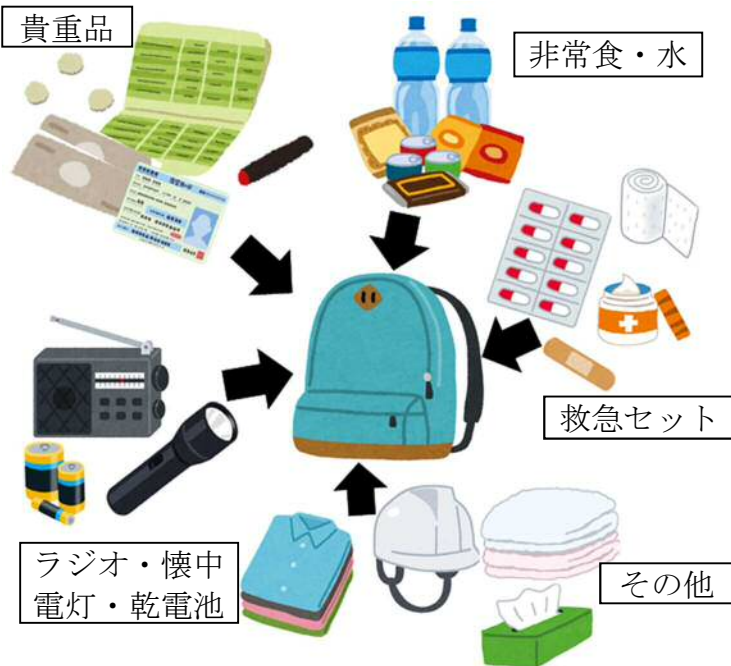 貴重品
非常食・水
救急セット
ラジオ・懐中
電灯・乾電池
その他